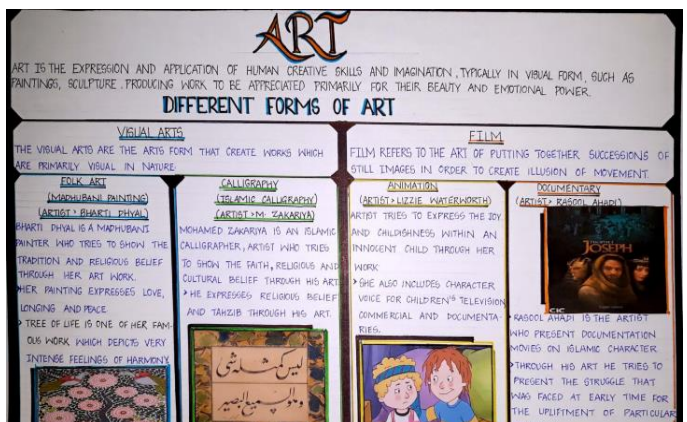 ART
ART IS THE EXPRESSION AND APPLICATION OF HUMAN CREATIVE SKILLS AND IMAGINATION, TYPICALLY IN VISUAL FORM, SUCH AS
PAINTINGS, SCULPTURE. PRODUCING WORK TO BE APPRECIATED PRIMARILY FOR THEIR BEAUTY AND EMOTIONAL POWER.
DIFFERENT FORMS OF ART
VISUAL ARTS
THE VISUAL ARTS ARE THE ARTS FORM THAT CREATE WORKS WHICH
ARE PRIMARILY VISUAL IN NATURE.
FOLK ART
(MADHUBANI PAINTING)
(ARTIST > BHARTI DHYAL)
BHARTI DHYAL IS A MADHUBANI
PAINTER WHO TRIES TO SHOW THE
TRADITION AND RELIGIOUS BELIEF
THROUGH HER ART WORK.
> HER PAINTING EXPRESSES LOVE,
LONGING AND PEACE.
> TREE OF LIFE IS ONE OF HER FAM-
OUS WORK WHICH DEPICTS VERY
INTENSE FEELINGS OF HARMONY.
CALLIGRAPHY
(ISLAMIC CALLIGRAPHY)
(ARTIST > M. ZAKARIYA)
MOHAMED ZAKARIYA IS AN ISLAMIC
CALLIGRAPHER, ARTIST WHO TRIES
TO SHOW THE FAITH, RELIGIOUS AND
CULTURAL BELIEF THROUGH HIS ART.
> HE EXPRESSES RELIGIOUS BELIEF
AND TAHZIB THROUGH HIS ART.
ليس كمثله شئ
وهو السميع البصير
FILM
FILM REFERS TO THE ART OF PUTTING TOGETHER SUCCESSIONS OF
STILL IMAGES IN ORDER TO CREATE ILLUSION OF MOVEMENT.
ANIMATION
(ARTIST > LIZZIE WATERWORTH)
ARTIST TRIES TO EXPRESS THE JOY
AND CHILDISHNESS WITHIN AN
INNOCENT CHILD THROUGH HER
WORK
> SHE ALSO INCLUDES CHARACTER
VOICE FOR CHILDREN'S TELEVISION
COMMERCIAL AND DOCUMENTA-
RIES.
DOCUMENTARY
(ARTIST > RASOOL AHADI)
JOSEPH
> RASOOL AHADI IS THE ARTIST
WHO PRESENT DOCUMENTATION
MOVIES ON ISLAMIC CHARACTER
> THROUGH HIS ART HE TRIES TO
PRESENT THE STRUGGLE THAT
WAS FACED AT EARLY TIME FOR
THE UPLIFTMENT OF PARTICULAR